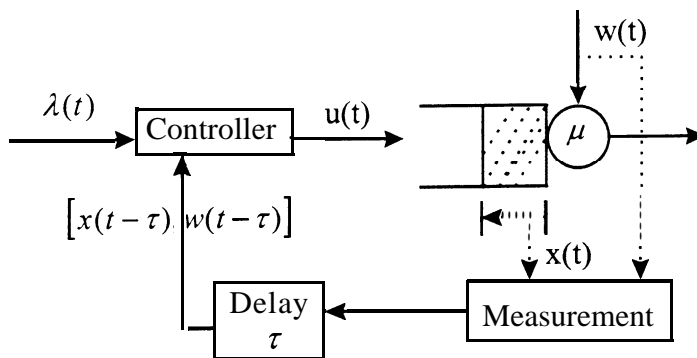 w(t)
λ(t)
Controller
u(t)
μ
[x(t−τ) w(t−τ)]
x(t)
Delay
τ
Measurement